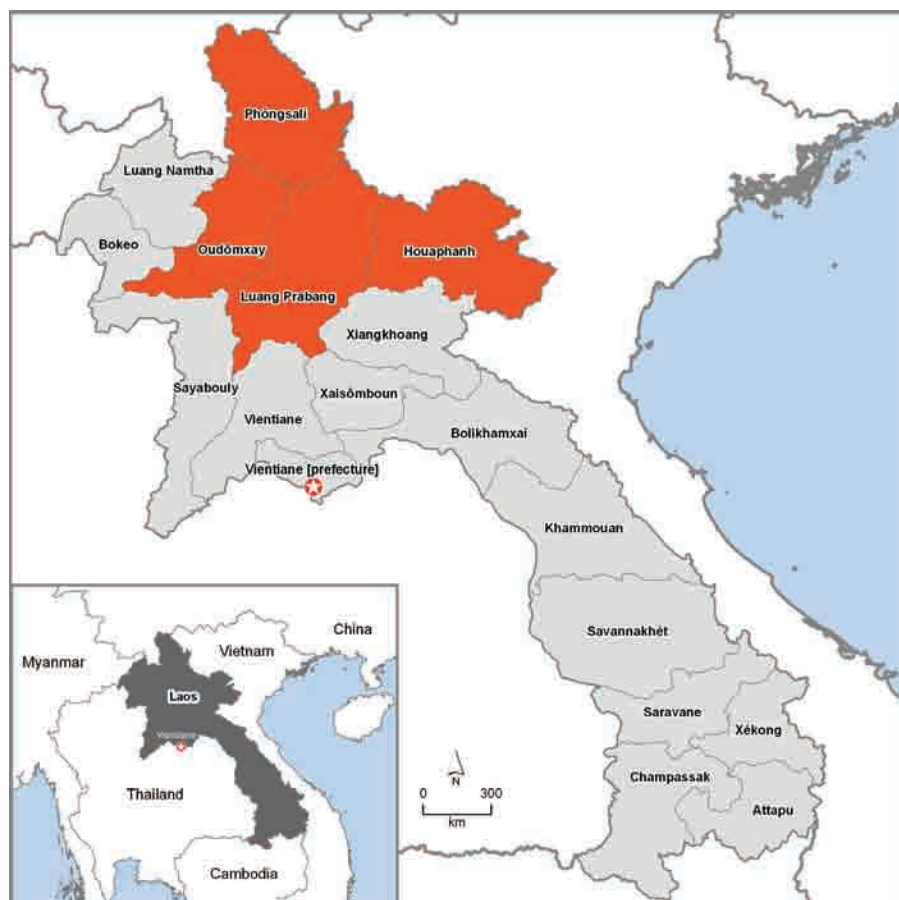 Phôngsali
Luang Namtha
Bokeo
Oudômxay
Houaphanh
Luang Prabang
Xiangkhoang
Sayabouly
Xaisômboun
Vientiane
Bolikhamxai
Vientiane [prefecture]
Khammouan
Savannakhét
Saravane
Xékong
Champassak
Attapu
N
0 300
km
China
Vietnam
Myanmar
Laos
Vientiane
Thailand
Cambodia